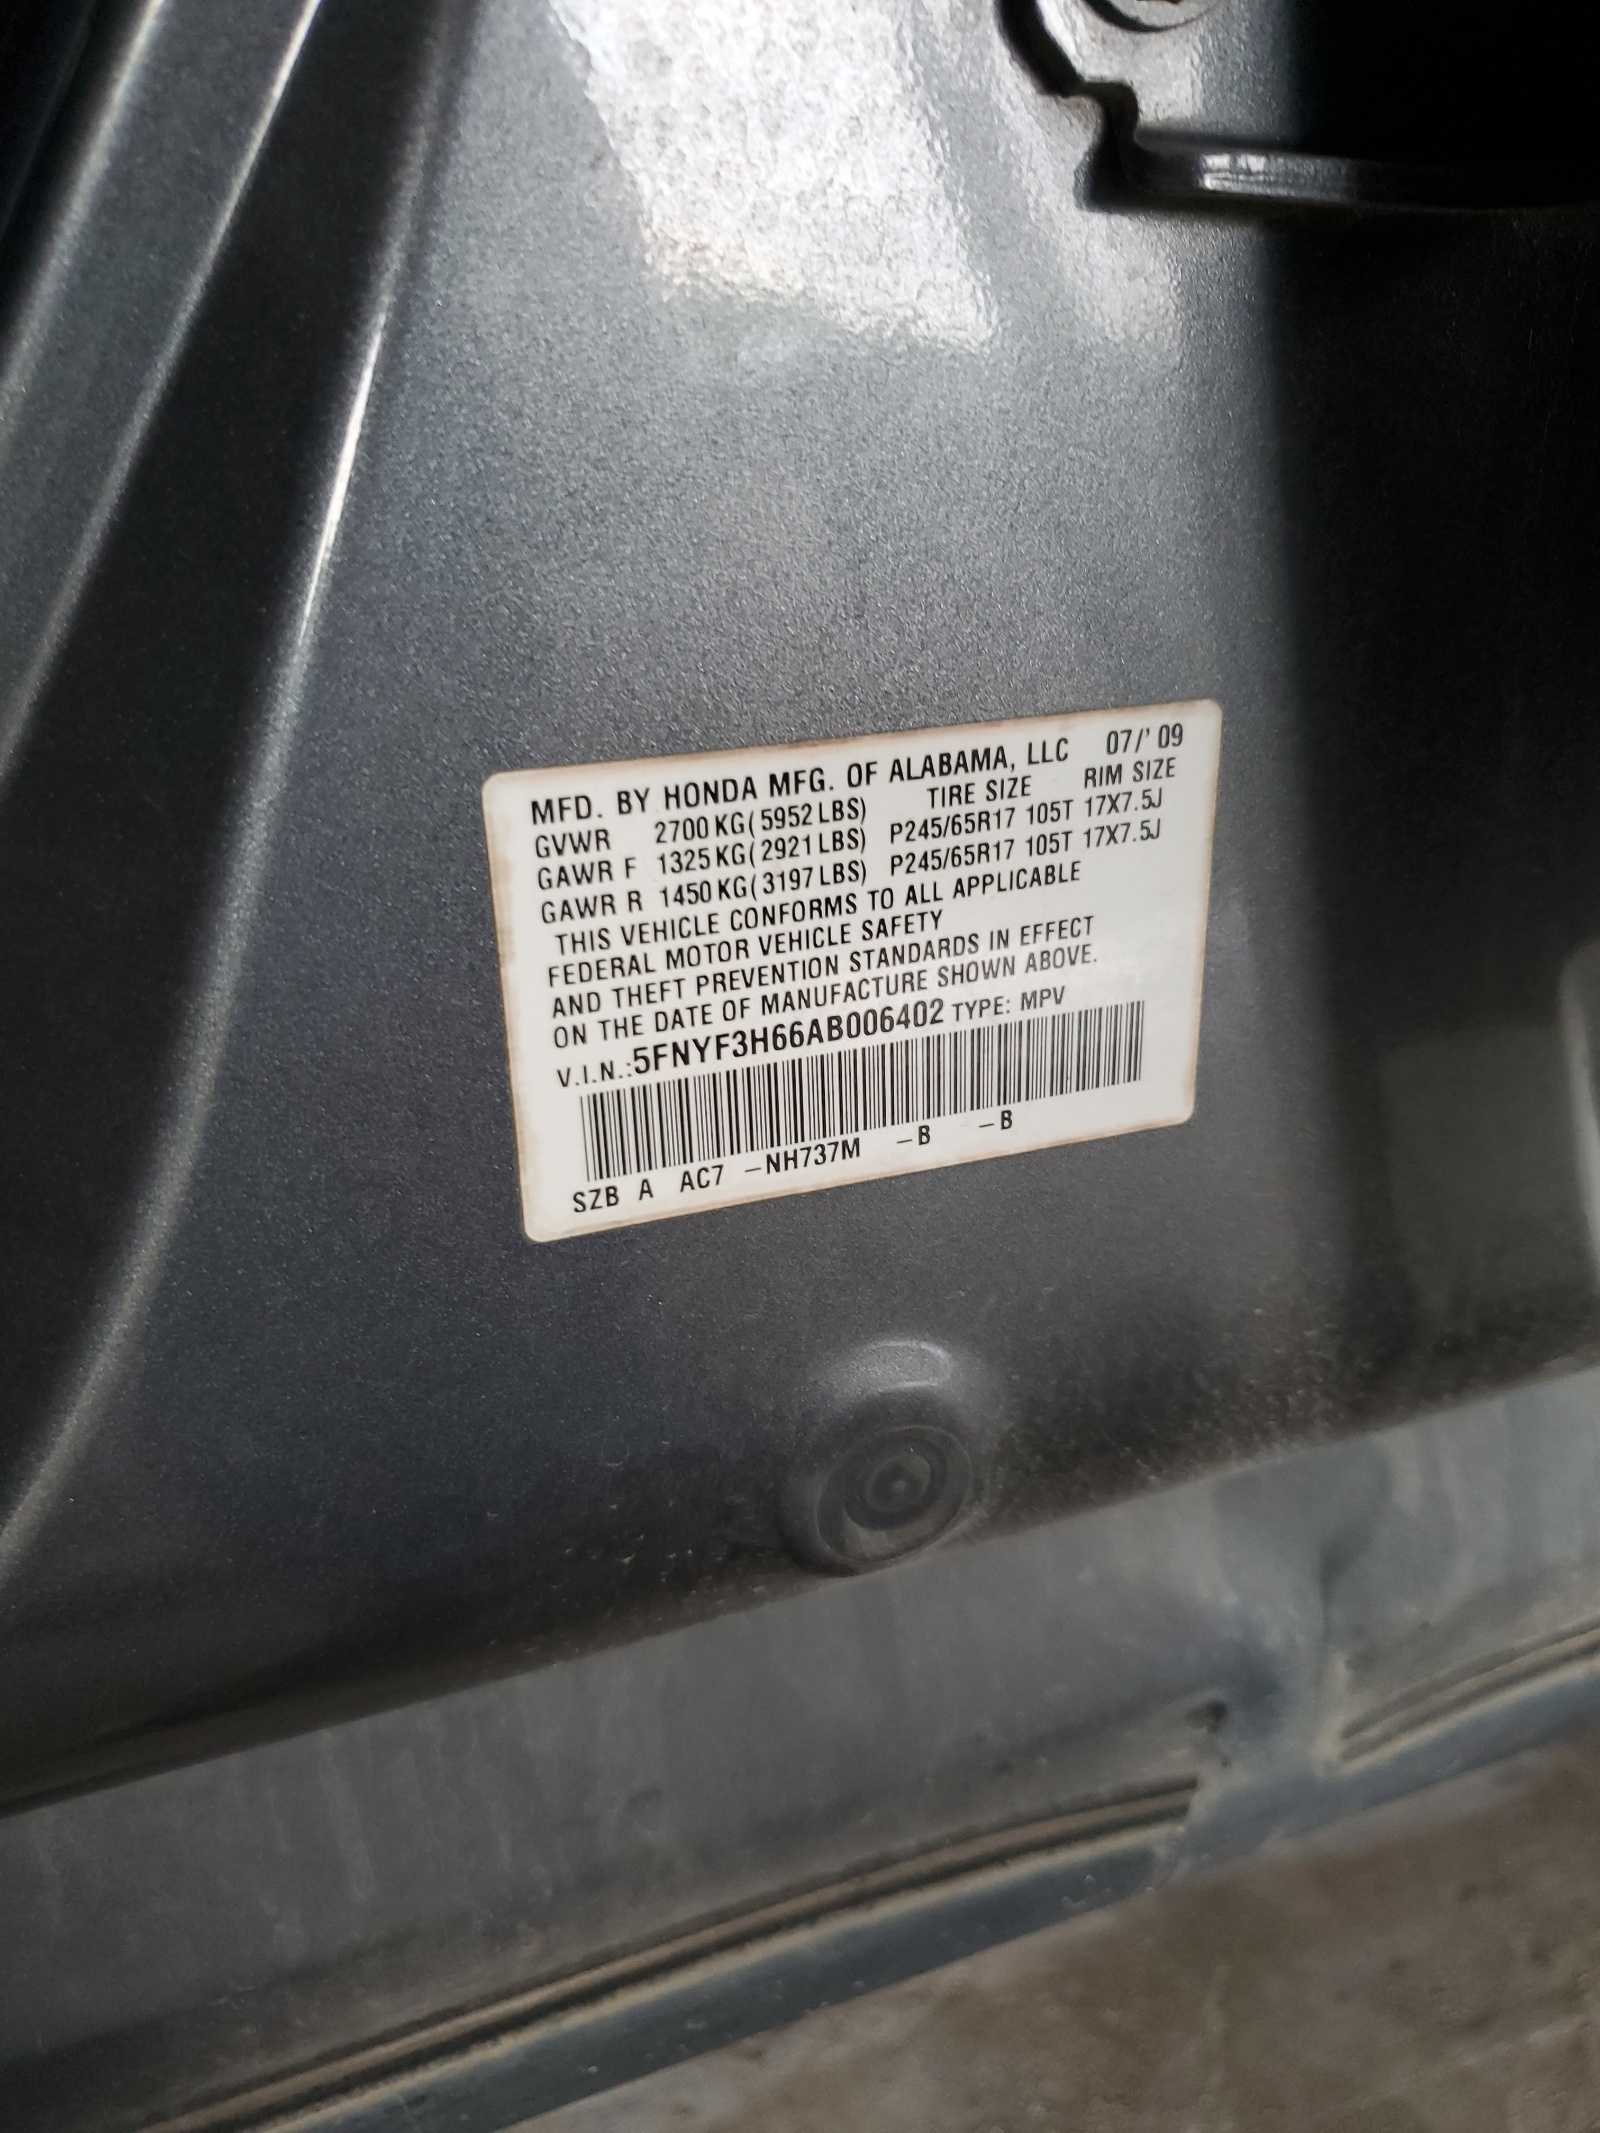 MFD. BY HONDA MFG. OF ALABAMA, LLC 07/'09
GVWR 2700 KG( 5952 LBS) TIRE SIZE RIM SIZE
GAWR F 1325 KG( 2921 LBS) P245/65R17 105T 17X7.5J
GAWR R 1450 KG( 3197 LBS) P245/65R17 105T 17X7.5J
THIS VEHICLE CONFORMS TO ALL APPLICABLE
FEDERAL MOTOR VEHICLE SAFETY
AND THEFT PREVENTION STANDARDS IN EFFECT
ON THE DATE OF MANUFACTURE SHOWN ABOVE.
V.I.N.:5FNYF3H66AB006402 TYPE: MPV
SZB A AC7 –NH737M –B –B